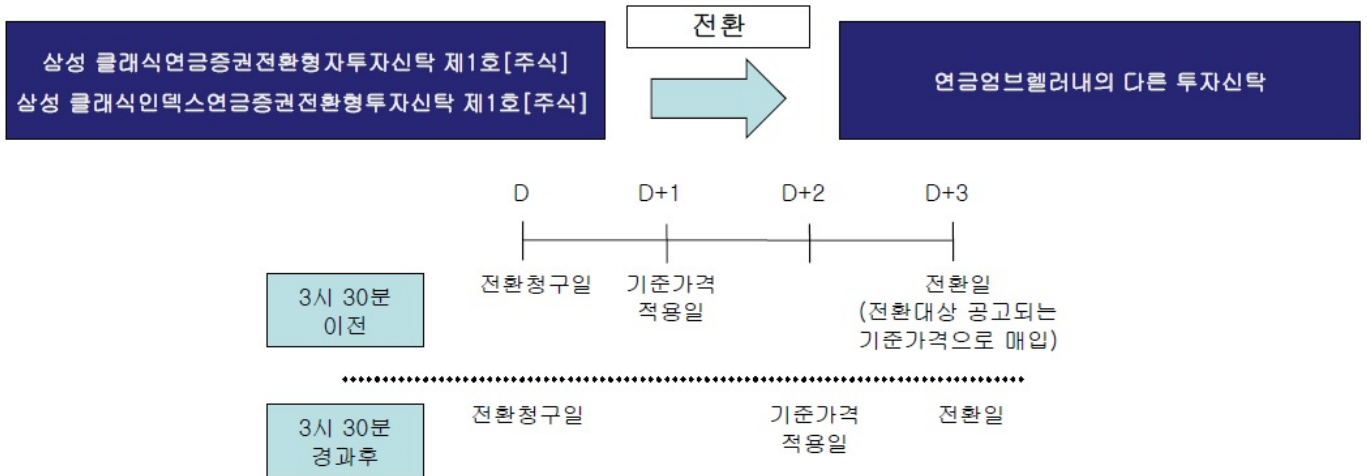 전환
삼성 클래식연금증권전환형자투자신탁 제1호[주식]
삼성 클래식인덱스연금증권전환형투자신탁 제1호[주식]
연금엄브렐러내의 다른 투자신탁
D D+1 D+2 D+3
3시 30분
이전
전환청구일
기준가격
적용일
전환일
(전환대상 공고되는
기준가격으로 매입)
3시 30분
경과후
전환청구일
기준가격
적용일
전환일